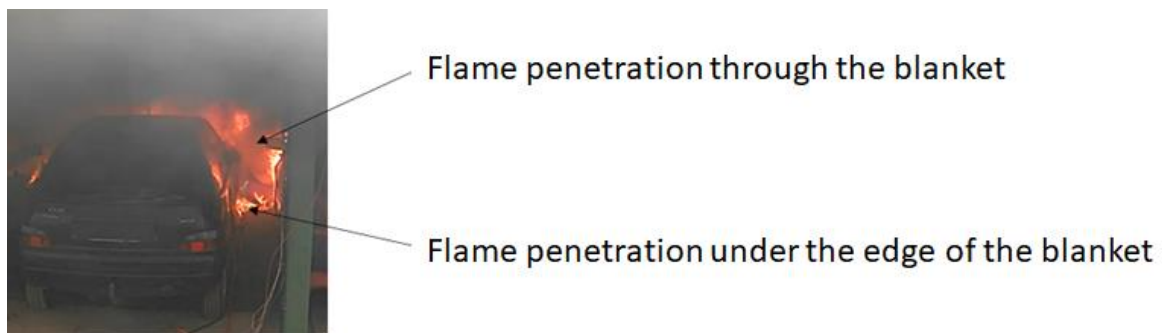 Flame penetration through the blanket
Flame penetration under the edge of the blanket